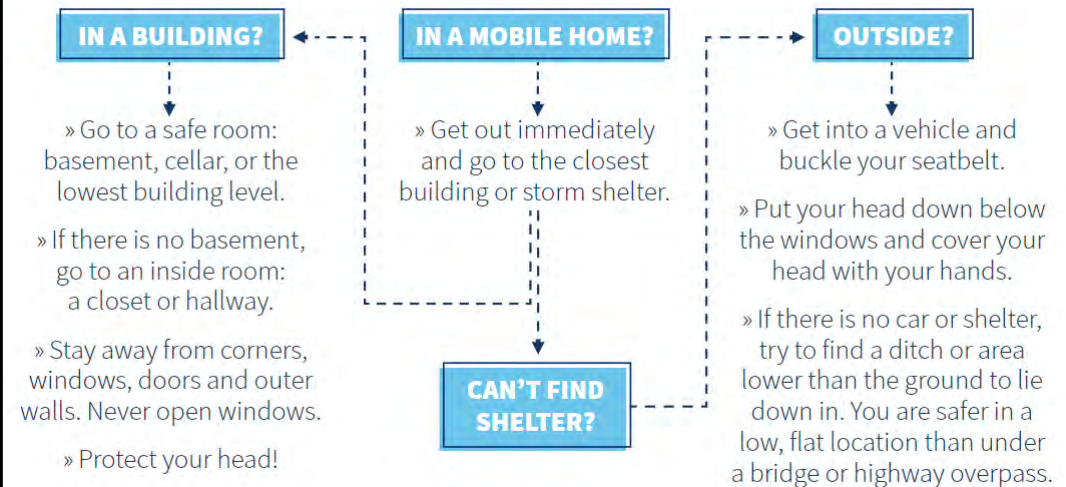 IN A BUILDING?
» Go to a safe room:
basement, cellar, or the
lowest building level.
» If there is no basement,
go to an inside room:
a closet or hallway.
» Stay away from corners,
windows, doors and outer
walls. Never open windows.
» Protect your head!
IN A MOBILE HOME?
» Get out immediately
and go to the closest
building or storm shelter.
CAN’T FIND
SHELTER?
OUTSIDE?
» Get into a vehicle and
buckle your seatbelt.
» Put your head down below
the windows and cover your
head with your hands.
» If there is no car or shelter,
try to find a ditch or area
lower than the ground to lie
down in. You are safer in a
low, flat location than under
a bridge or highway overpass.